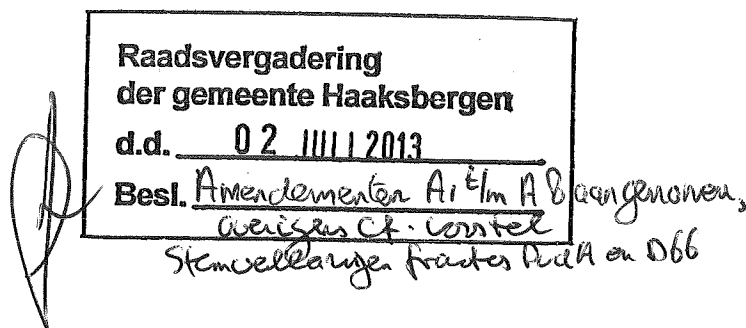 Raadsvergadering
der gemeente Haaksbergen
d.d. 02 JULI 2013
Besl. Amendementen A1 t/m A8 aangenomen,
overigens cf. voorstel
Stemverklaringen fracties PvdA en D66